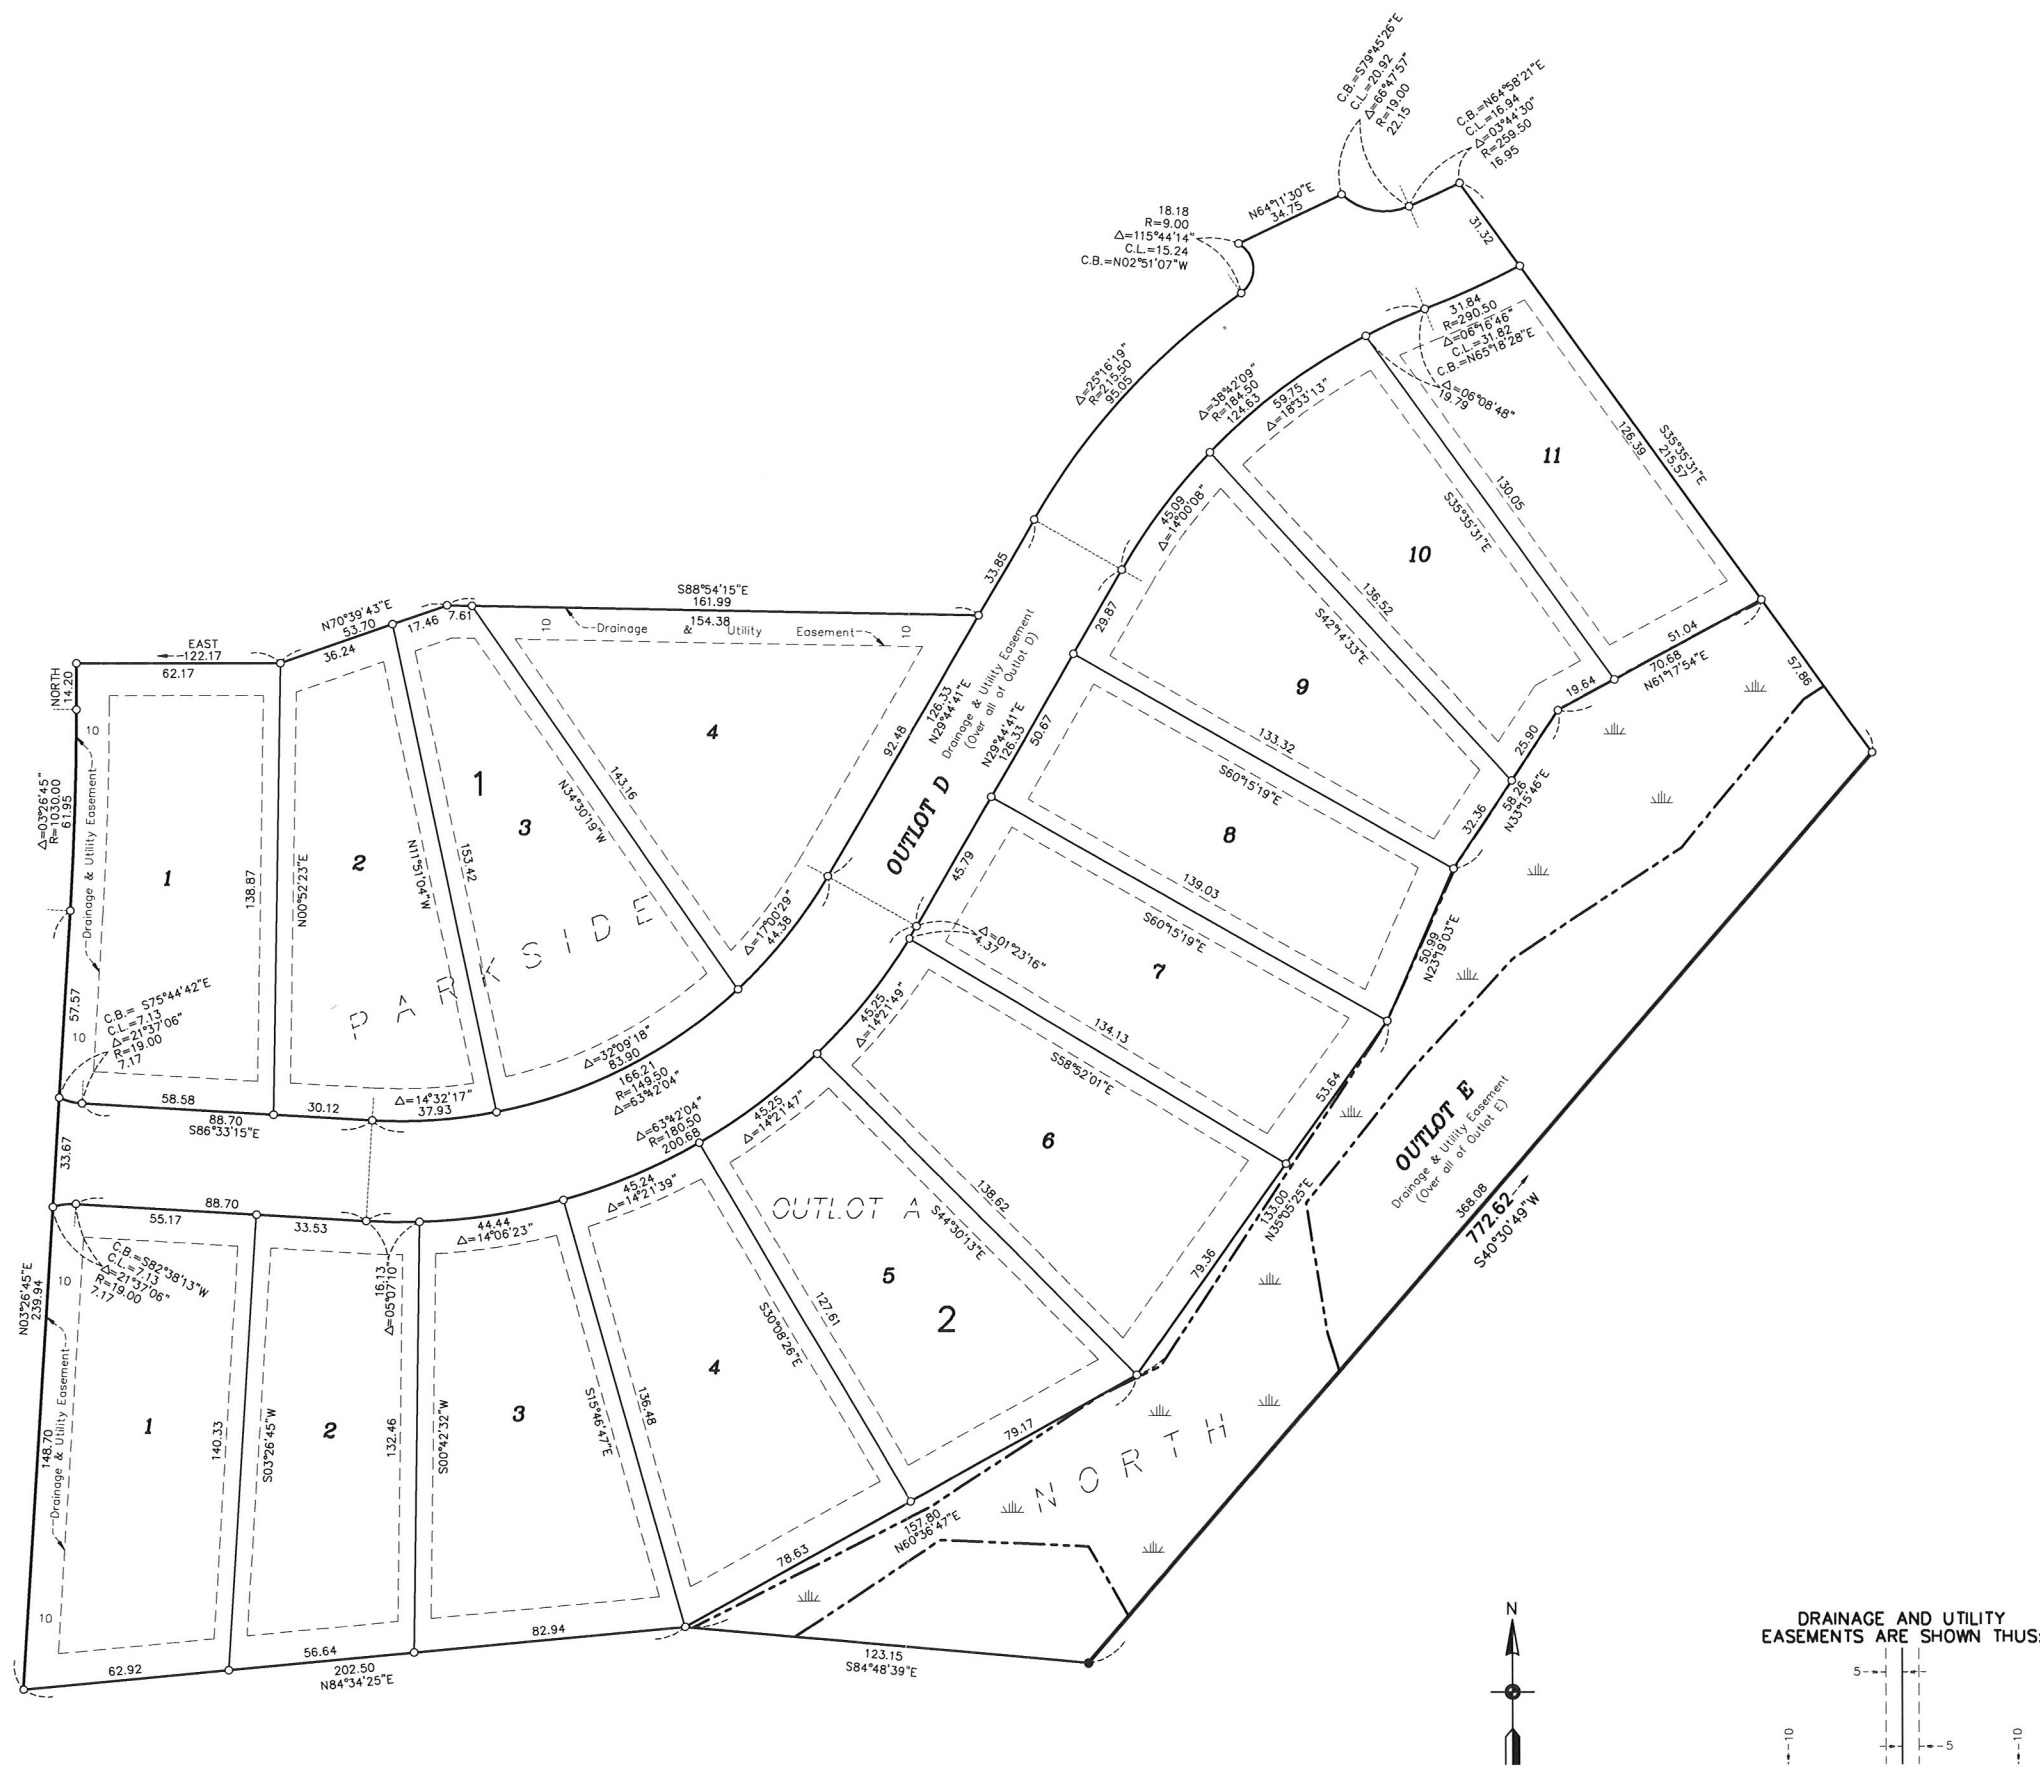 C.B.=S79°45'26"E
C.L.=20.92
Δ=66°47'57"
R=19.00
22.15
C.B.=N64°58'21"E
C.L.=16.94
Δ=03°44'30"
R=259.50
16.95
N64°11'30"E
34.75
18.18
R=9.00
Δ=115°44'14"
C.L.=15.24
C.B.=N02°51'07"W
31.32
31.84
R=290.50
Δ=06°16'46"
C.L.=31.82
C.B.=N65°18'28"E
Δ=06°08'48"
19.79
Δ=25°16'19"
R=215.50
95.05
Δ=38°42'09"
R=184.50
124.63
59.75
Δ=18°33'13"
11
126.39
S35°35'31"E
215.57
130.05
S35°35'31"E
10
45.09
Δ=14°00'08"
136.52
S42°14'33"E
9
51.04
70.68
N61°17'54"E
19.64
57.86
25.90
58.26
N33°15'46"E
32.36
33.85
29.87
S88°54'15"E
161.99
154.38
10
Drainage & Utility Easement
10
N70°39'43"E
53.70
17.46
7.61
36.24
EAST
122.17
62.17
NORTH
14.20
10
Δ=03°26'45"
R=1030.00
61.95
Drainage & Utility Easement
1
138.87
N00°52'23"E
2
N11°51'04"W
153.42
1
3
143.16
N34°30'19"W
4
92.48
126.33
N29°44'41"E
Drainage & Utility Easement
(Over all of Outlot D)
OUTLOT D
N29°44'41"E
126.33
50.67
133.32
S60°15'19"E
8
45.79
139.03
S60°15'19"E
50.99
N23°19'03"E
7
Δ=01°23'16"
4.37
134.13
S58°52'01"E
53.64
PARKSIDE
57.57
10
C.B.= S75°44'42"E
C.L.=7.13
Δ=21°37'06"
R=19.00
7.17
Δ=17°00'29"
44.38
Δ=32°09'18"
83.90
166.21
R=149.50
Δ=63°42'04"
Δ=14°32'17"
37.93
58.58
30.12
88.70
S86°33'15"E
33.67
45.25
Δ=14°21'49"
45.25
Δ=14°21'47"
Δ=63°42'04"
R=180.50
200.68
45.24
Δ=14°21'39"
44.44
Δ=14°06'23"
88.70
55.17
33.53
C.B.=S82°38'13"W
C.L.=7.13
Δ=21°37'06"
R=19.00
7.17
16.13
Δ=05°07'10"
OUTLOT A
6
138.62
S44°30'13"E
5
2
127.61
S30°08'26"E
79.36
133.00
N35°05'25"E
OUTLOT E
Drainage & Utility Easement
(Over all of Outlot E)
368.08
772.62
S40°30'49"W
N03°26'45"E
239.94
10
148.70
Drainage & Utility Easement
10
1
140.33
S03°26'45"W
2
132.46
S00°42'32"W
3
S15°46'47"E
136.48
4
79.17
NORTH
157.80
N60°36'47"E
78.63
82.94
62.92
56.64
202.50
N84°34'25"E
123.15
S84°48'39"E
N
DRAINAGE AND UTILITY
EASEMENTS ARE SHOWN THUS:
5
5
10
10